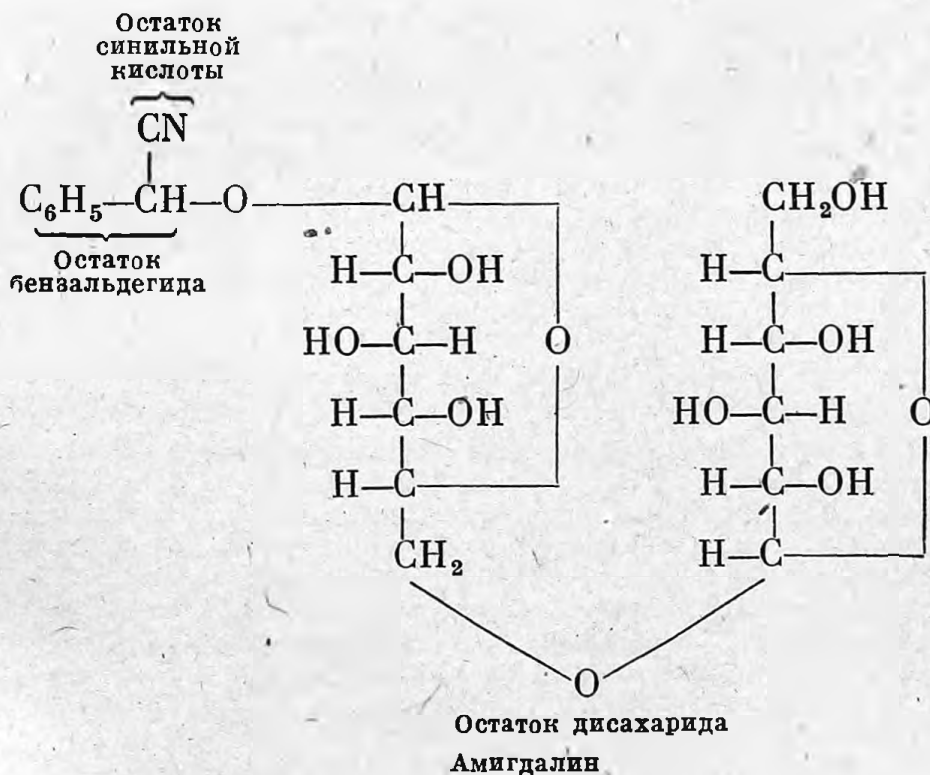 Остаток
синильной
кислоты
CN
C₆H₅—CH—O—CH
CH₂OH
Остаток
бензальдегида
H—C—OH
H—C
HO—C—H
O
H—C—OH
H—C—OH
HO—C—H
O
H—C
H—C—OH
CH₂
H—C
O
Остаток дисахарида
Амигдалин